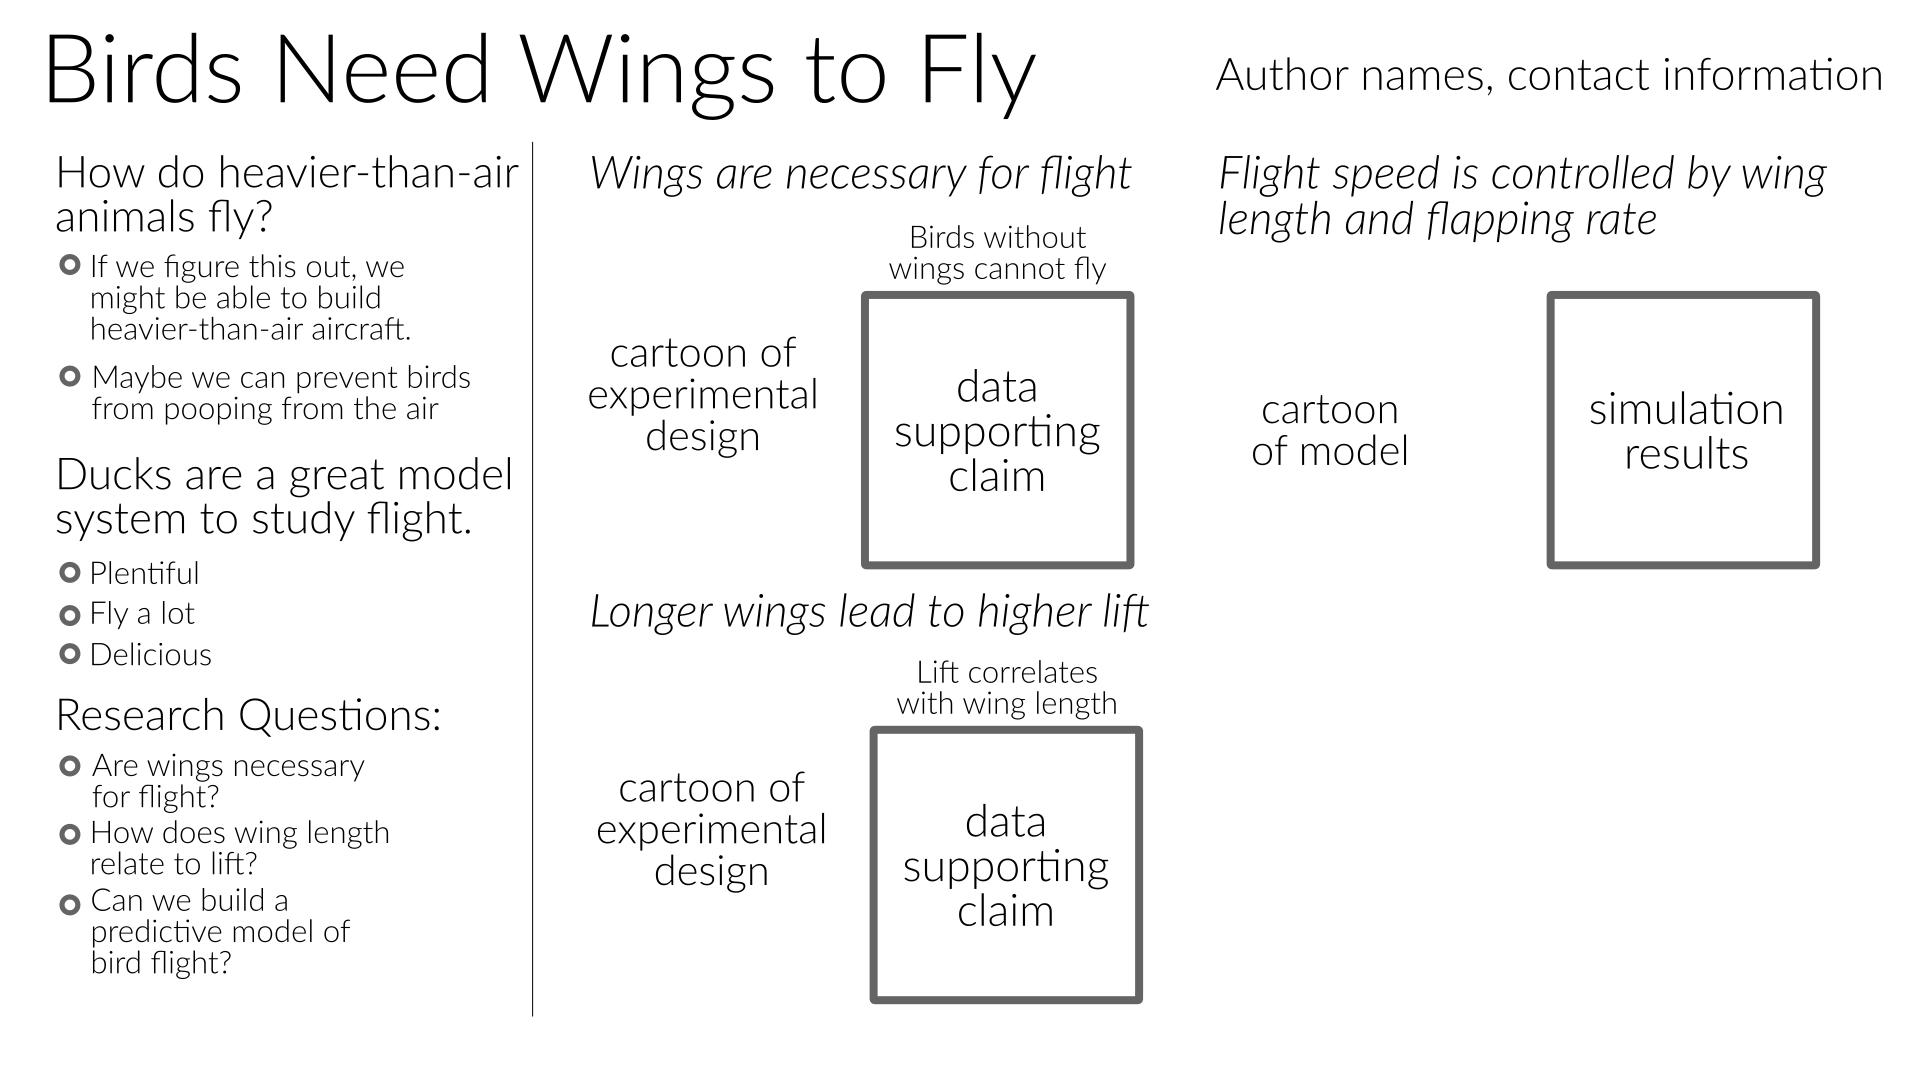 Birds Need Wings to Fly
Author names, contact information
How do heavier-than-air
animals fly?
If we figure this out, we
might be able to build
heavier-than-air aircraft.
Maybe we can prevent birds
from pooping from the air
Ducks are a great model
system to study flight.
Plentiful
Fly a lot
Delicious
Research Questions:
Are wings necessary
for flight?
How does wing length
relate to lift?
Can we build a
predictive model of
bird flight?
Wings are necessary for flight
Birds without
wings cannot fly
cartoon of
experimental
design
data
supporting
claim
Longer wings lead to higher lift
Lift correlates
with wing length
cartoon of
experimental
design
data
supporting
claim
Flight speed is controlled by wing
length and flapping rate
cartoon
of model
simulation
results